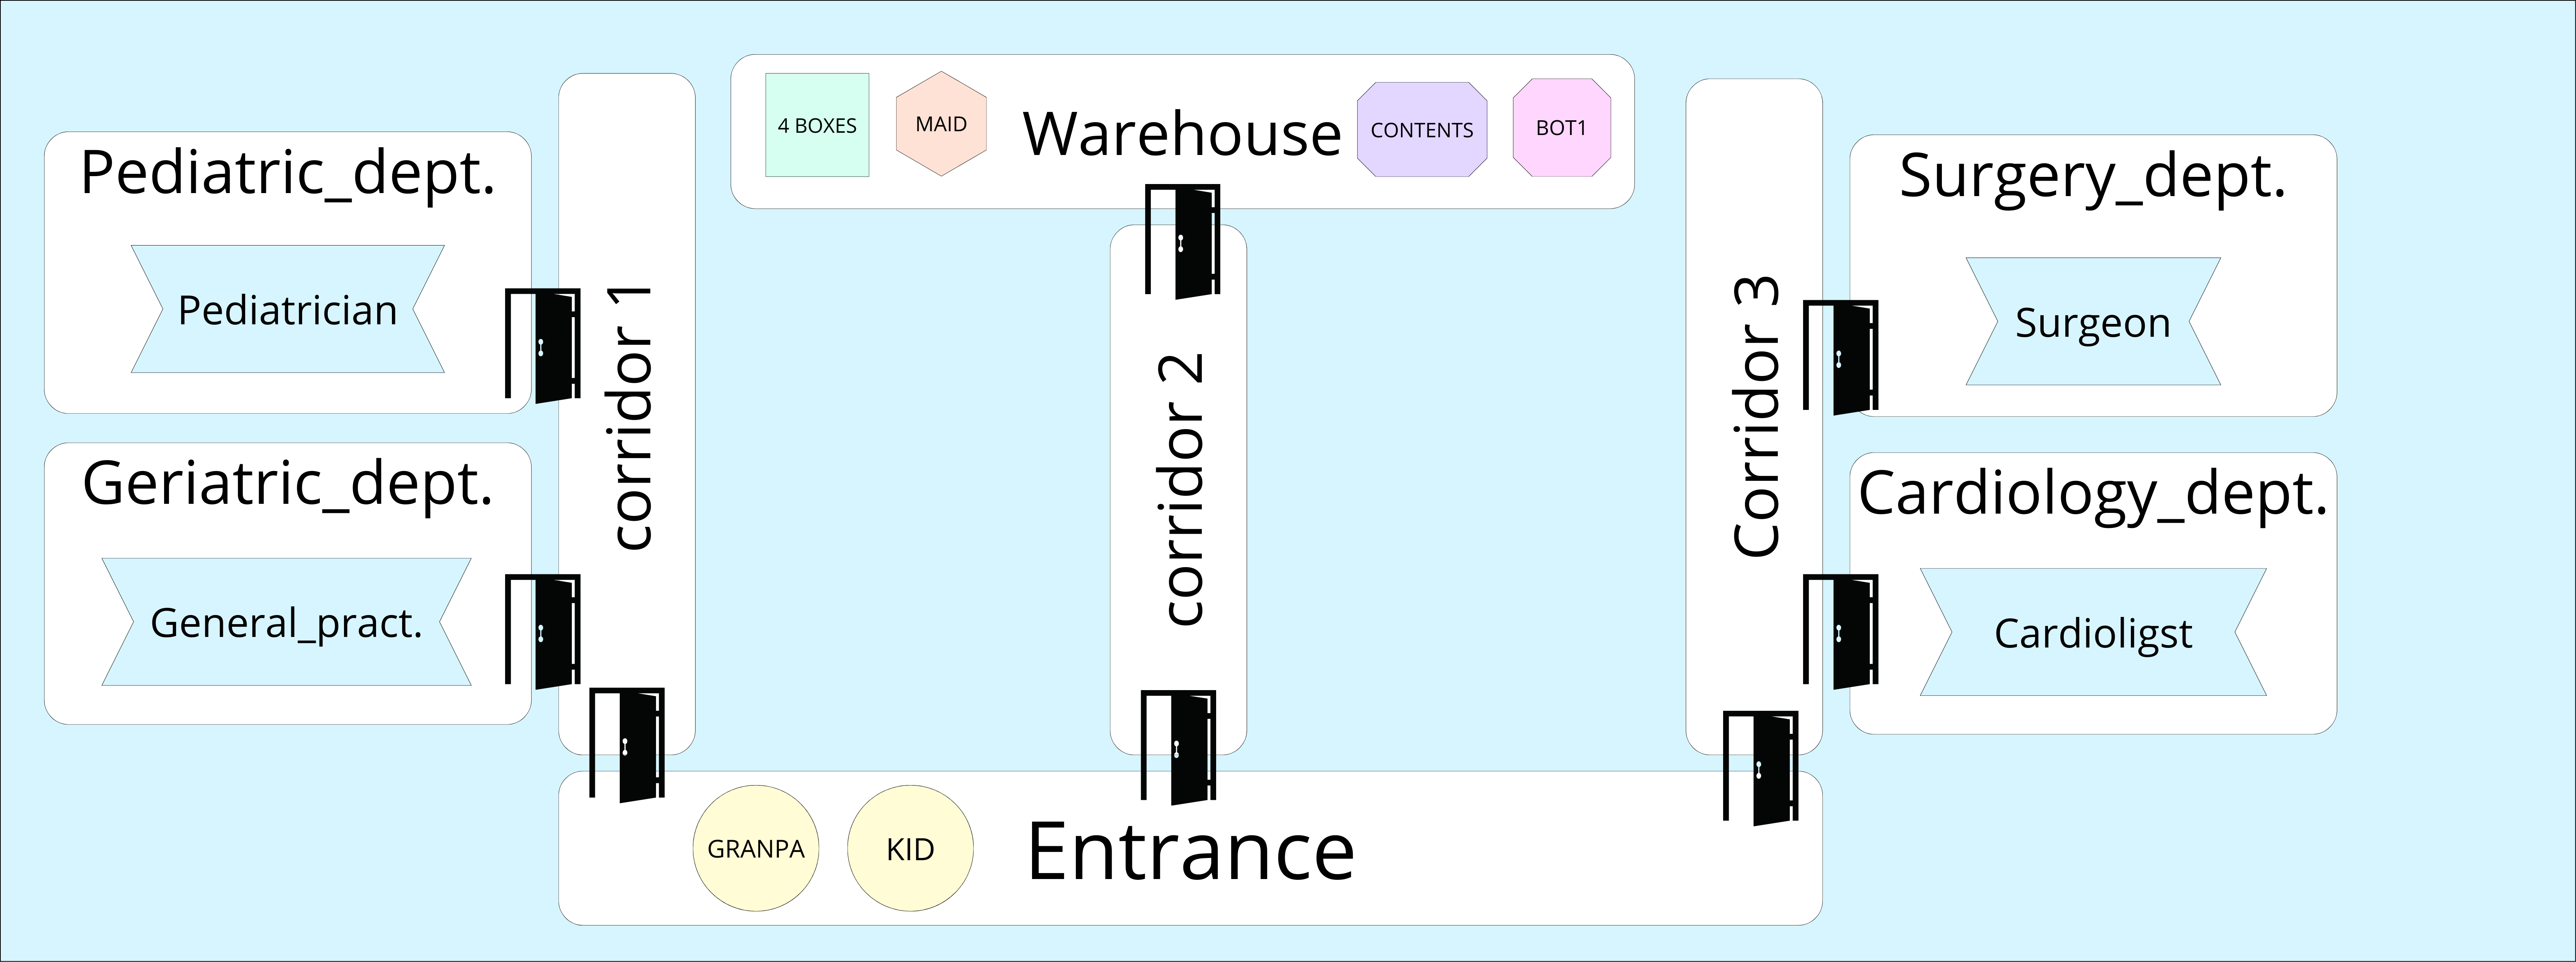 4 BOXES
MAID
Warehouse
CONTENTS
BOT1
Pediatric_dept.
Pediatrician
Geriatric_dept.
General_pract.
corridor 1
corridor 2
Corridor 3
Surgery_dept.
Surgeon
Cardiology_dept.
Cardioligst
GRANPA
KID
Entrance